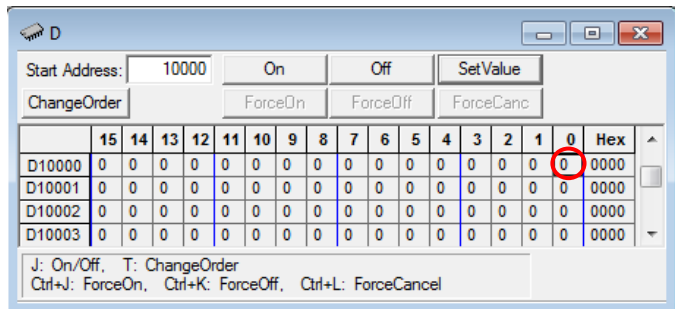 D
Start Address: 10000 On Off SetValue
ChangeOrder ForceOn ForceOff ForceCanc
15 14 13 12 11 10 9 8 7 6 5 4 3 2 1 0 Hex
D10000 0 0 0 0 0 0 0 0 0 0 0 0 0 0 0 0 0000
D10001 0 0 0 0 0 0 0 0 0 0 0 0 0 0 0 0 0000
D10002 0 0 0 0 0 0 0 0 0 0 0 0 0 0 0 0 0000
D10003 0 0 0 0 0 0 0 0 0 0 0 0 0 0 0 0 0000
J: On/Off, T: ChangeOrder
Ctrl+J: ForceOn, Ctrl+K: ForceOff, Ctrl+L: ForceCancel